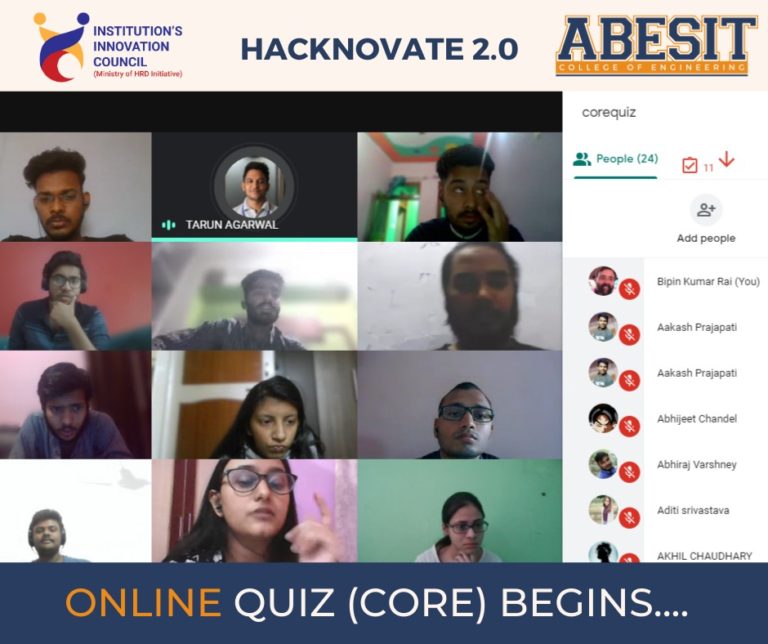 INSTITUTION'S
INNOVATION
COUNCIL
(Ministry of HRD Initiative)
HACKNOVATE 2.0
ABESIT
COLLEGE OF ENGINEERING
corequiz
People (24)
11
Add people
TARUN AGARWAL
Bipin Kumar Rai (You)
Aakash Prajapati
Aakash Prajapati
Abhijeet Chandel
Abhiraj Varshney
Aditi srivastava
AKHIL CHAUDHARY
ONLINE QUIZ (CORE) BEGINS....